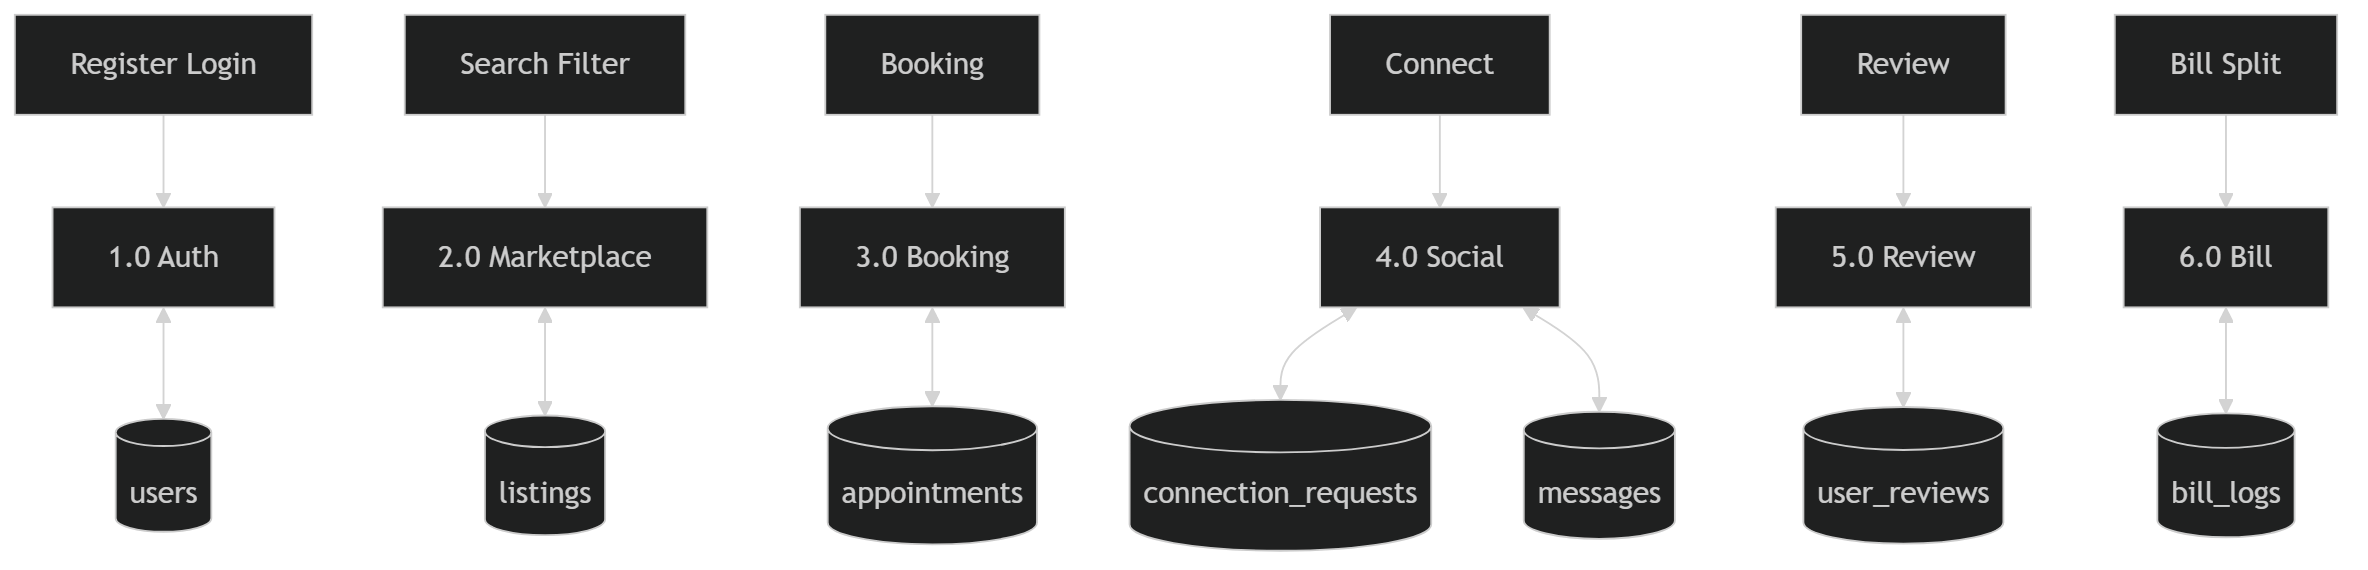 Register Login
Search Filter
Booking
Connect
Review
Bill Split
1.0 Auth
2.0 Marketplace
3.0 Booking
4.0 Social
5.0 Review
6.0 Bill
users
listings
appointments
connection_requests
messages
user_reviews
bill_logs